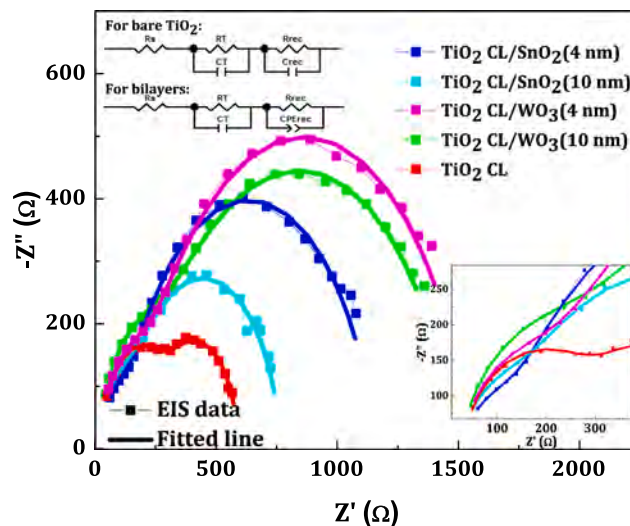 For bare TiO2:
Rs RT Rrec
CT Crec
For bilayers:
Rs RT Rrec
CT CPErec
TiO2 CL/SnO2(4 nm)
TiO2 CL/SnO2(10 nm)
TiO2 CL/WO3(4 nm)
TiO2 CL/WO3(10 nm)
TiO2 CL
600
400
200
0
-Z" (Ω)
250
200
150
100
-Z" (Ω)
100 200 300
Z' (Ω)
EIS data
Fitted line
0 500 1000 1500 2000
Z' (Ω)